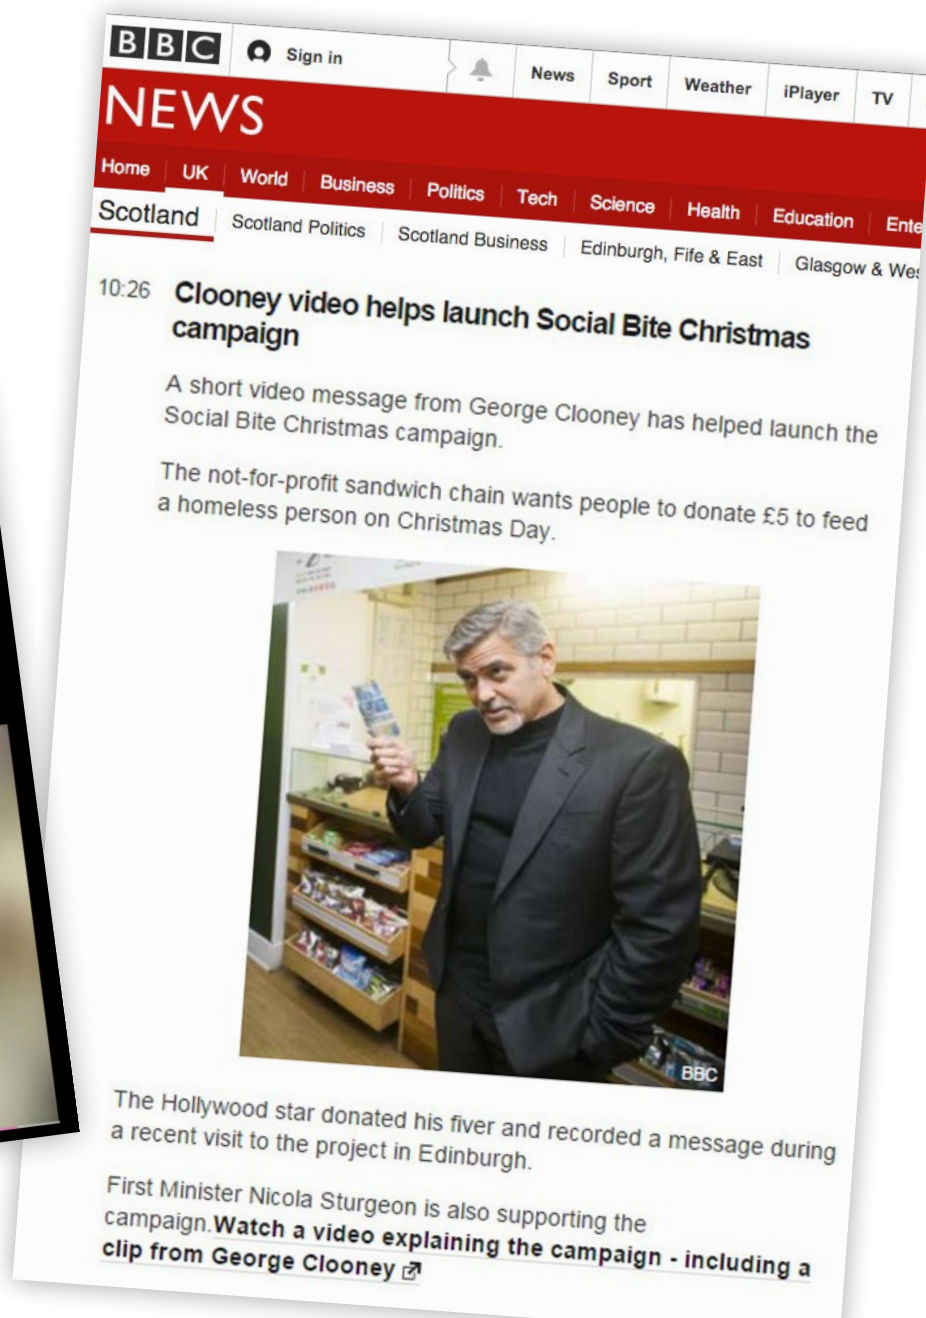 BBC Sign in News Sport Weather iPlayer TV
NEWS
Home UK World Business Politics Tech Science Health Education Ente
Scotland Scotland Politics Scotland Business Edinburgh, Fife & East Glasgow & Wes
10:26 Clooney video helps launch Social Bite Christmas
campaign
A short video message from George Clooney has helped launch the
Social Bite Christmas campaign.
The not-for-profit sandwich chain wants people to donate £5 to feed
a homeless person on Christmas Day.
BBC
The Hollywood star donated his fiver and recorded a message during
a recent visit to the project in Edinburgh.
First Minister Nicola Sturgeon is also supporting the
campaign.Watch a video explaining the campaign - including a
clip from George Clooney